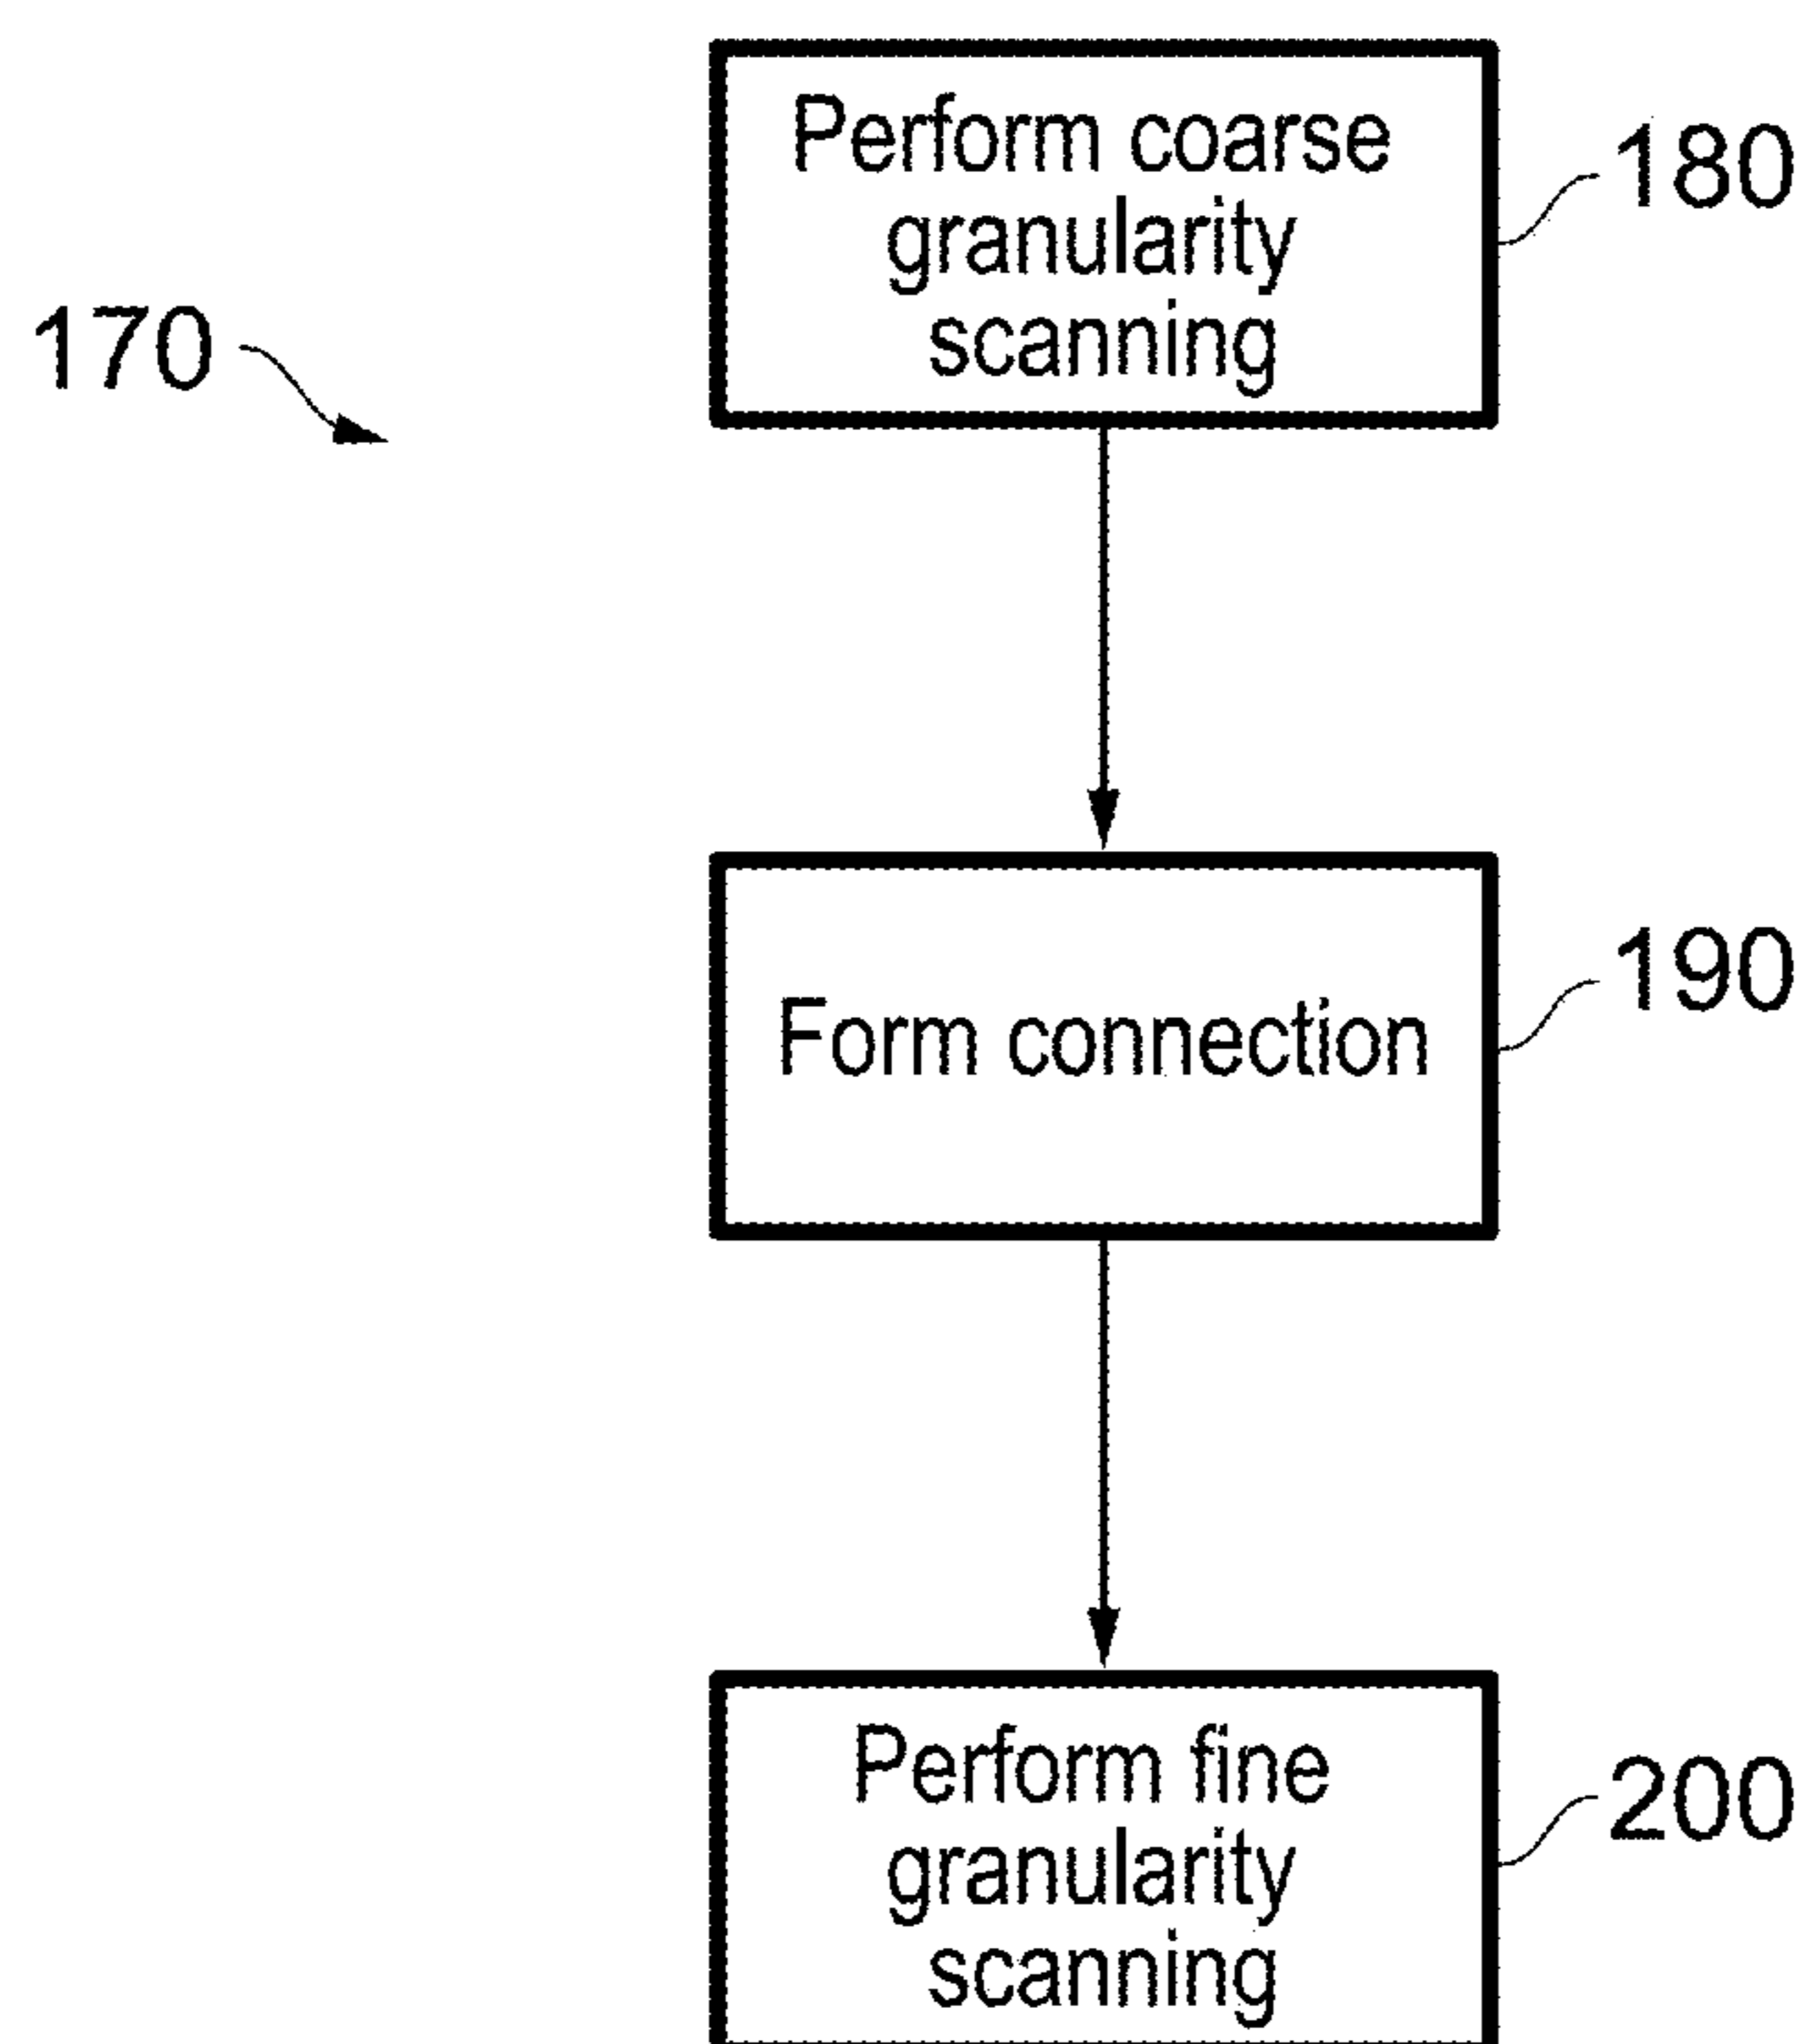 Perform coarse
granularity
scanning
180
170
Form connection
190
Perform fine
granularity
scanning
200